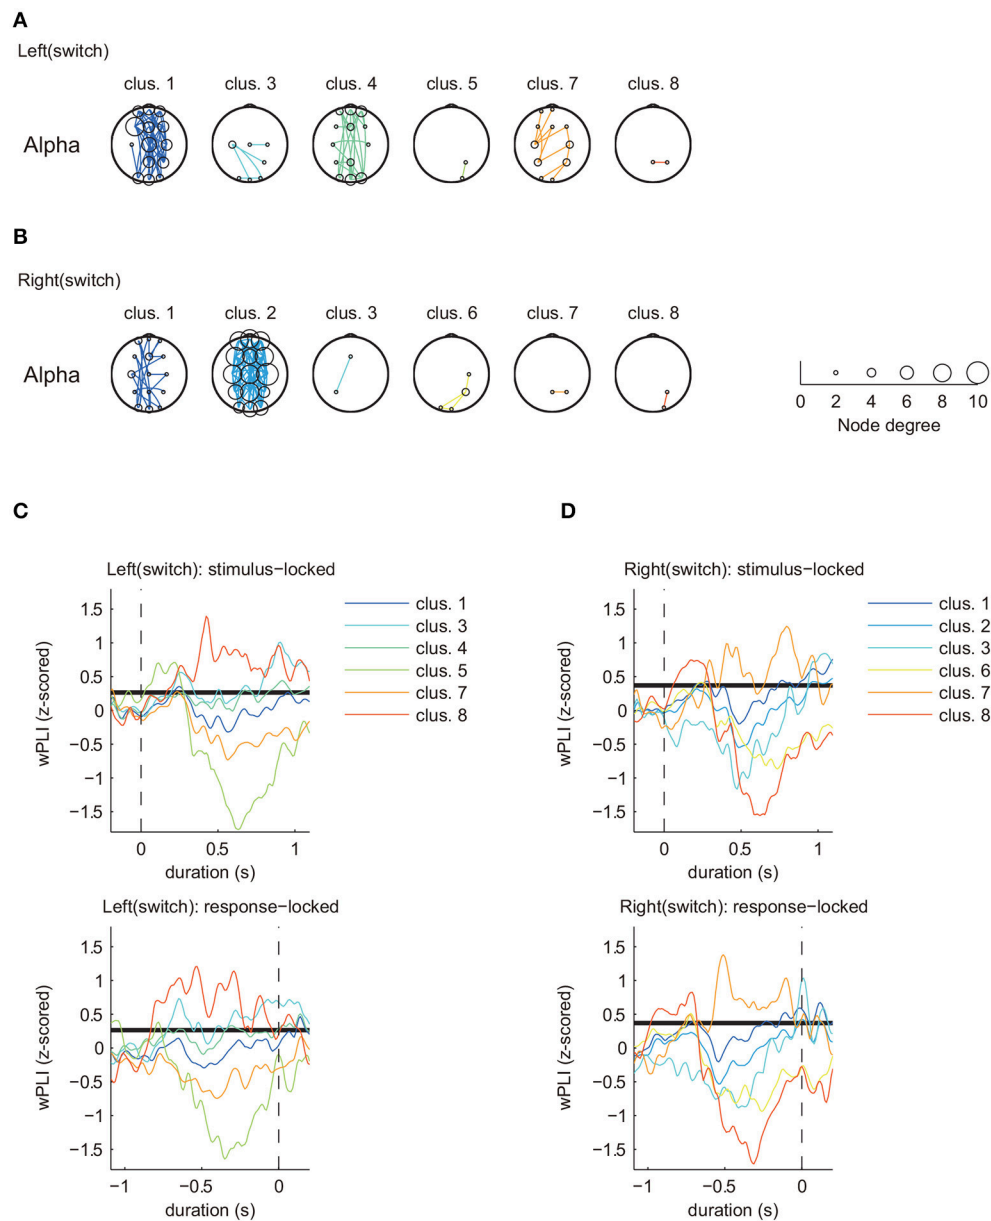 A
Left(switch)
clus. 1 clus. 3 clus. 4 clus. 5 clus. 7 clus. 8
Alpha
B
Right(switch)
clus. 1 clus. 2 clus. 3 clus. 6 clus. 7 clus. 8
Alpha
0 2 4 6 8 10
Node degree
C
Left(switch): stimulus−locked
wPLI (z−scored)
1.5
1
0.5
0
−0.5
−1
−1.5
0 0.5 1
duration (s)
clus. 1
clus. 3
clus. 4
clus. 5
clus. 7
clus. 8
Left(switch): response−locked
wPLI (z−scored)
1.5
1
0.5
0
−0.5
−1
−1.5
−1 −0.5 0
duration (s)
D
Right(switch): stimulus−locked
wPLI (z−scored)
1.5
1
0.5
0
−0.5
−1
−1.5
0 0.5 1
duration (s)
clus. 1
clus. 2
clus. 3
clus. 6
clus. 7
clus. 8
Right(switch): response−locked
wPLI (z−scored)
1.5
1
0.5
0
−0.5
−1
−1.5
−1 −0.5 0
duration (s)